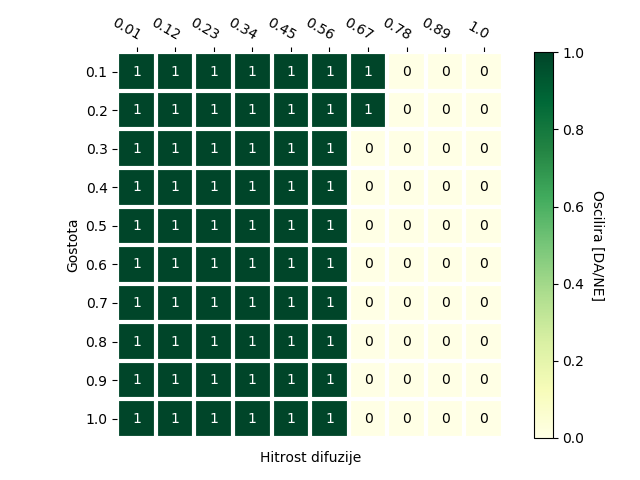 0.01 0.12 0.23 0.34 0.45 0.56 0.67 0.78 0.89 1.0
0.1 1 1 1 1 1 1 1 0 0 0
0.2 1 1 1 1 1 1 1 0 0 0
0.3 1 1 1 1 1 1 0 0 0 0
0.4 1 1 1 1 1 1 0 0 0 0
0.5 1 1 1 1 1 1 0 0 0 0
0.6 1 1 1 1 1 1 0 0 0 0
0.7 1 1 1 1 1 1 0 0 0 0
0.8 1 1 1 1 1 1 0 0 0 0
0.9 1 1 1 1 1 1 0 0 0 0
1.0 1 1 1 1 1 1 0 0 0 0
Gostota
Hitrost difuzije
1.0
0.8
0.6
0.4
0.2
0.0
Oscilira [DA/NE]